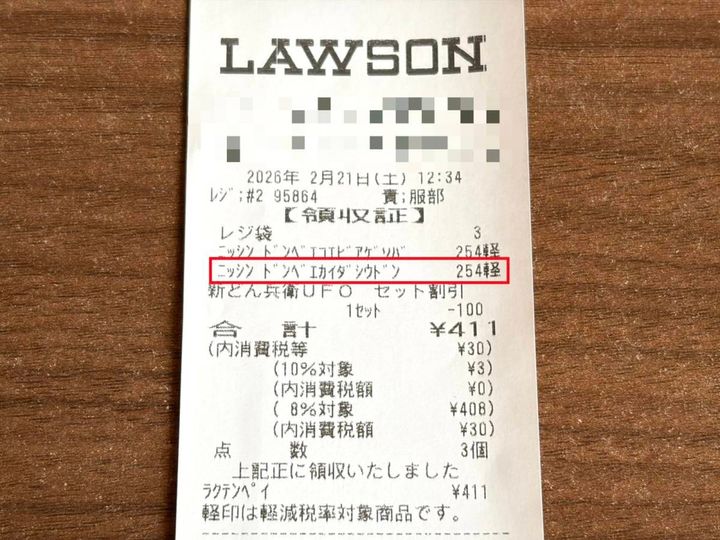 LAWSON
2026年 2月21日(土) 12:34
レジ;#2 95864 責;服部
【領収証】
レジ袋 3
ニッシン ドンベエコエビアゲソバ 254軽
ニッシン ドンベエカイダシウドン 254軽
新どん兵衛UFO セット割引
1セット -100
合計 ¥411
(内消費税等 ¥30)
(10%対象 ¥3)
(内消費税額 ¥0)
( 8%対象 ¥408)
(内消費税額 ¥30)
点 数 3個
上記正に領収いたしました
ラクテンペイ ¥411
軽印は軽減税率対象商品です。